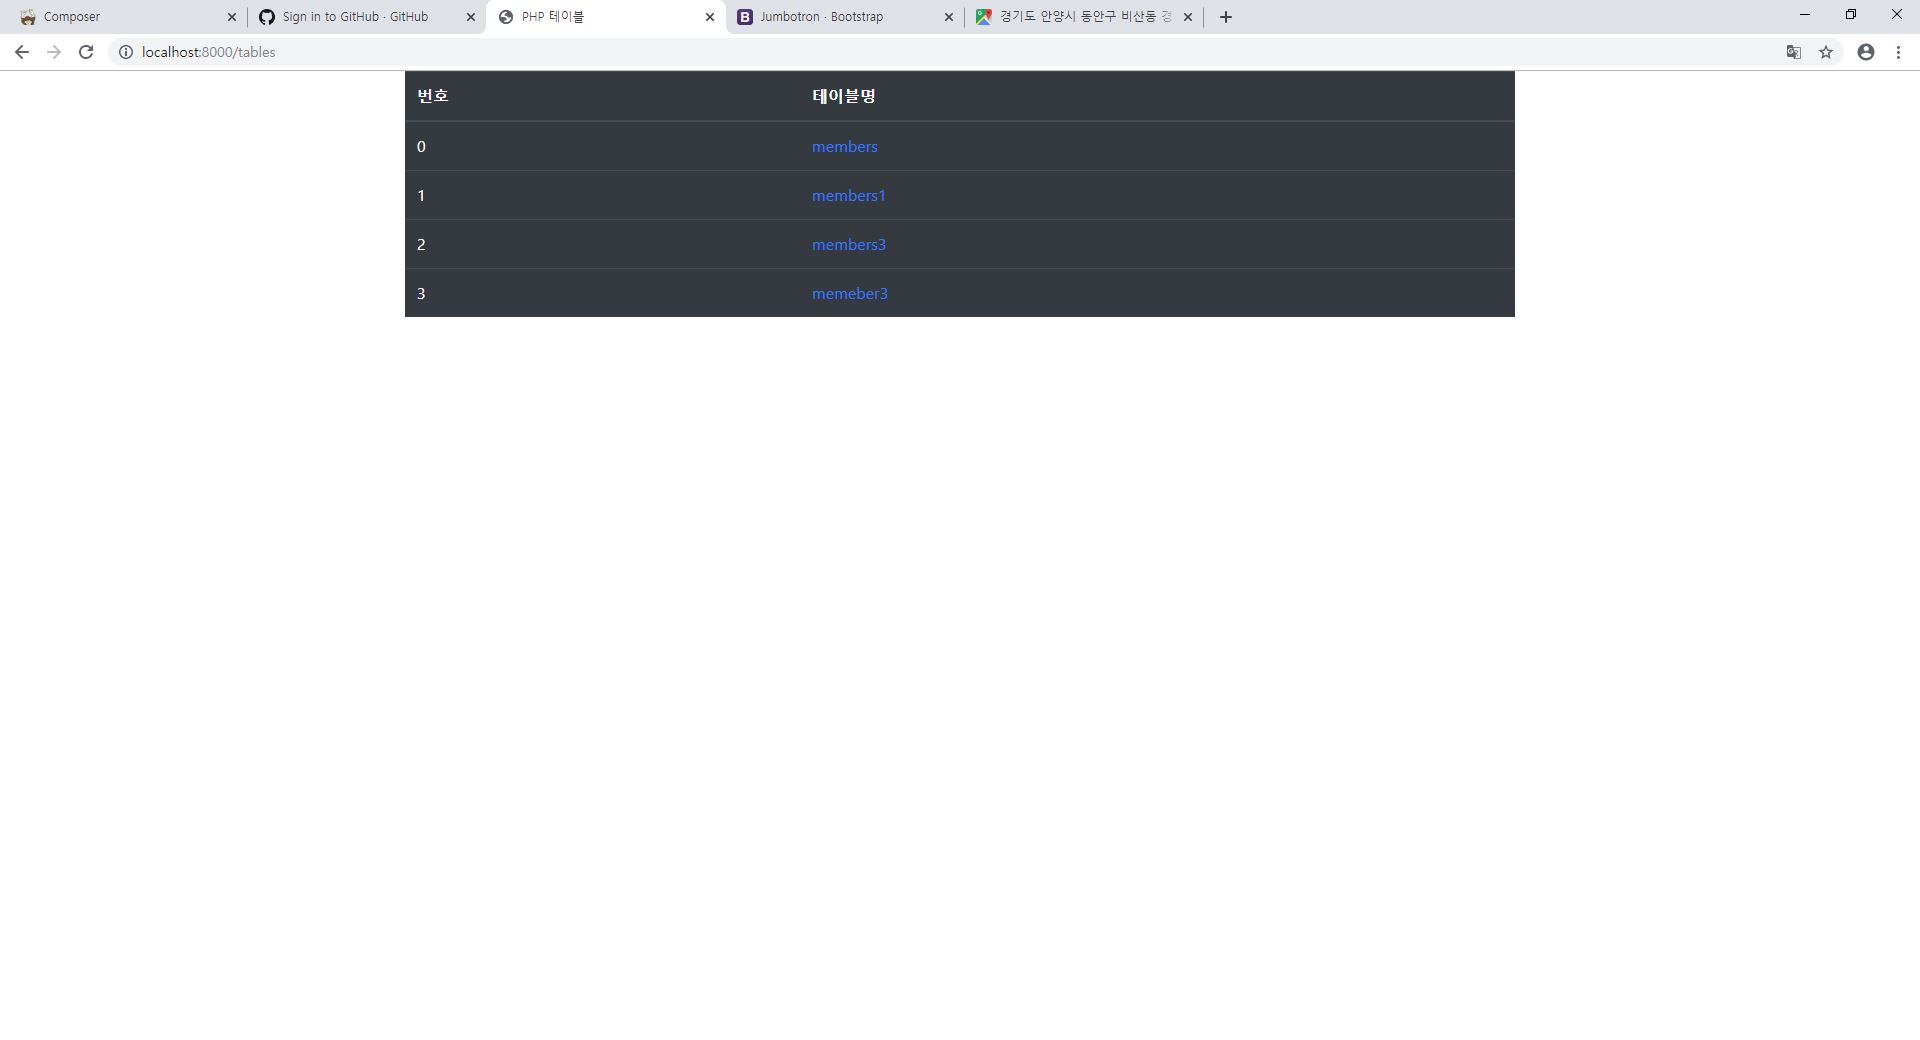 Composer
Sign in to GitHub · GitHub
PHP 테이블
Jumbotron · Bootstrap
경기도 안양시 동안구 비산동 경
localhost:8000/tables
번호 테이블명
0 members
1 members1
2 members3
3 memeber3